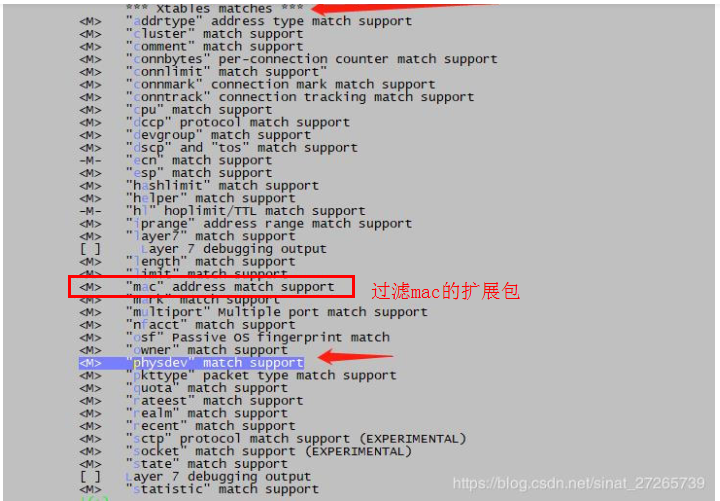 *** Xtables matches ***
<M> "addrtype" address type match support
<M> "cluster" match support
<M> "comment" match support
<M> "connbytes" per-connection counter match support
<M> "connlimit" match support"
<M> "connmark" connection mark match support
<M> "conntrack" connection tracking match support
<M> "cpu" match support
<M> "dccp" protocol match support
<M> "devgroup" match support
<M> "dscp" and "tos" match support
-M- "ecn" match support
<M> "esp" match support
<M> "hashlimit" match support
<M> "helper" match support
-M- "hl" hoplimit/TTL match support
<M> "iprange" address range match support
<M> "layer7" match support
[ ] Layer 7 debugging output
<M> "length" match support
<M> "limit" match support
<M> "mac" address match support 过滤mac的扩展包
<M> "mark" match support
<M> "multiport" Multiple port match support
<M> "nfacct" match support
<M> "osf" Passive OS fingerprint match
<M> "owner" match support
<M> "physdev" match support
<M> "pkttype" packet type match support
<M> "quota" match support
<M> "rateest" match support
<M> "realm" match support
<M> "recent" match support
<M> "sctp" protocol match support (EXPERIMENTAL)
<M> "socket" match support (EXPERIMENTAL)
<M> "state" match support
[ ] Layer 7 debugging output
<M> "statistic" match support
https://blog.csdn.net/sinat_27265739